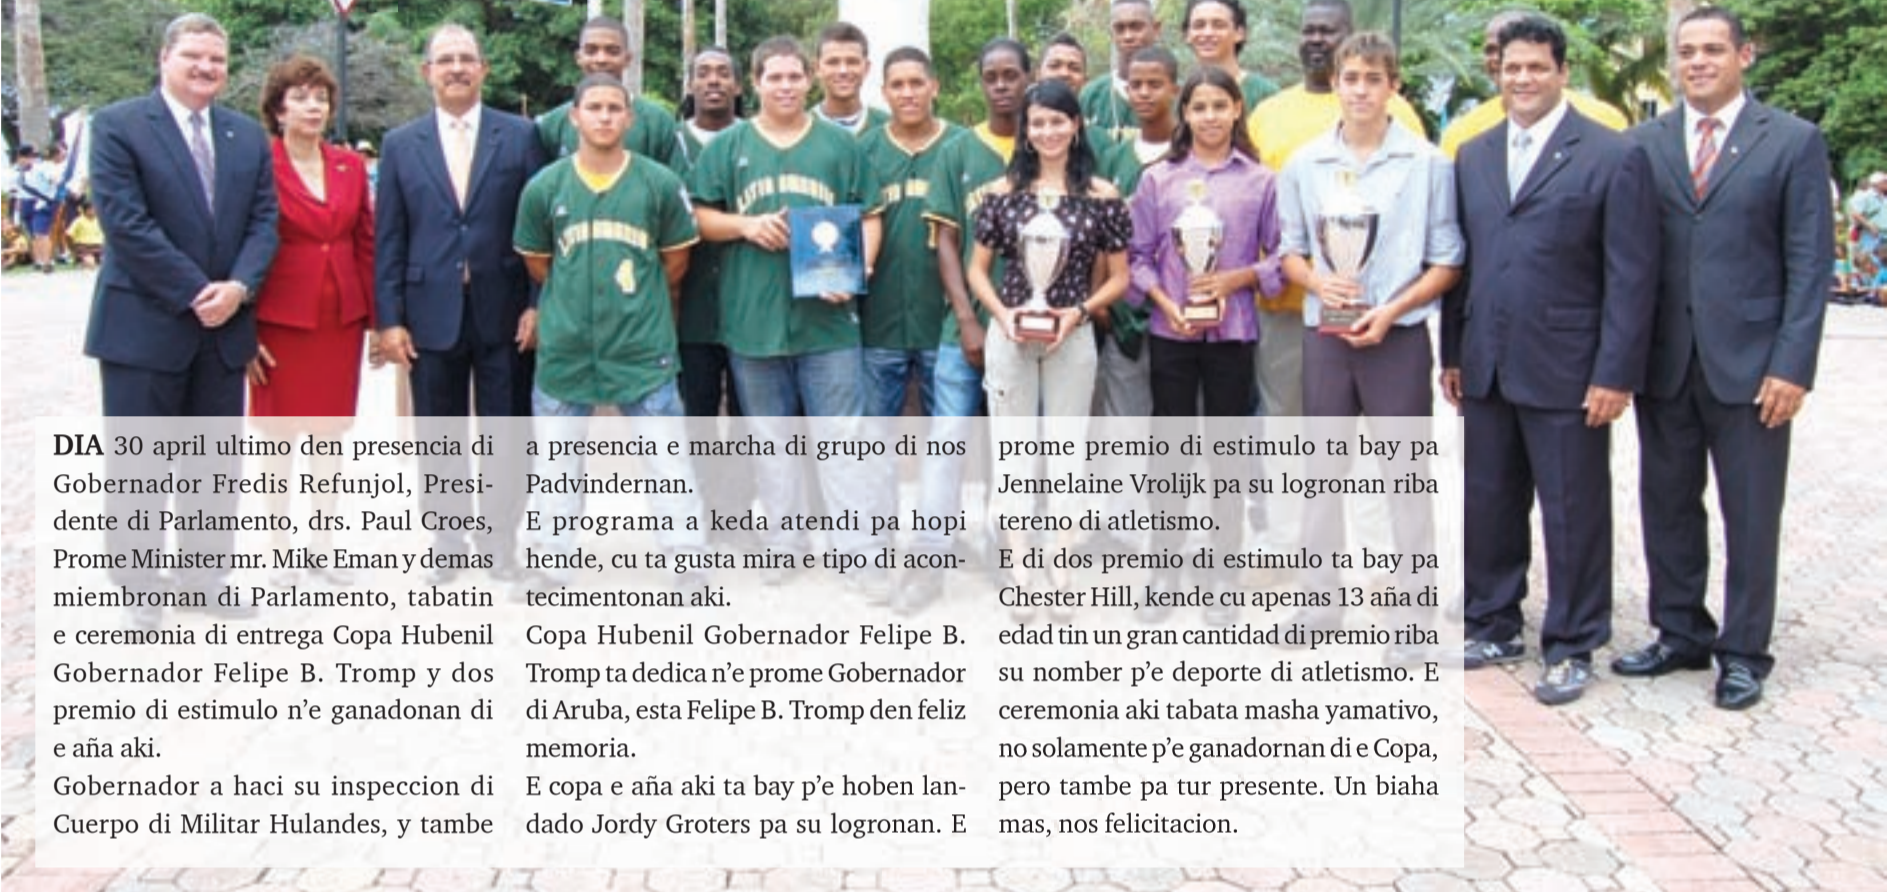 DIA 30 april ultimo den presencia di
Gobernador Fredis Refunjol, Presi-
dente di Parlamento, drs. Paul Croes,
Prome Minister mr. Mike Eman y demas
miembronan di Parlamento, tabatin
e ceremonia di entrega Copa Hubenil
Gobernador Felipe B. Tromp y dos
premio di estimulo n'e ganadonan di
e aña aki.
Gobernador a haci su inspeccion di
Cuerpo di Militar Hulandes, y tambe
a presencia e marcha di grupo di nos
Padvindernan.
E programa a keda atendi pa hopi
hende, cu ta gusta mira e tipo di acon-
tecimentonan aki.
Copa Hubenil Gobernador Felipe B.
Tromp ta dedica n'e prome Gobernador
di Aruba, esta Felipe B. Tromp den feliz
memoria.
E copa e aña aki ta bay p'e hoben lan-
dado Jordy Groters pa su logronan. E
prome premio di estimulo ta bay pa
Jennelaine Vrolijk pa su logronan riba
tereno di atletismo.
E di dos premio di estimulo ta bay pa
Chester Hill, kende cu apenas 13 aña di
edad tin un gran cantidad di premio riba
su nomber p'e deporte di atletismo. E
ceremonia aki tabata masha yamativo,
no solamente p'e ganadornan di e Copa,
pero tambe pa tur presente. Un biaha
mas, nos felicitacion.